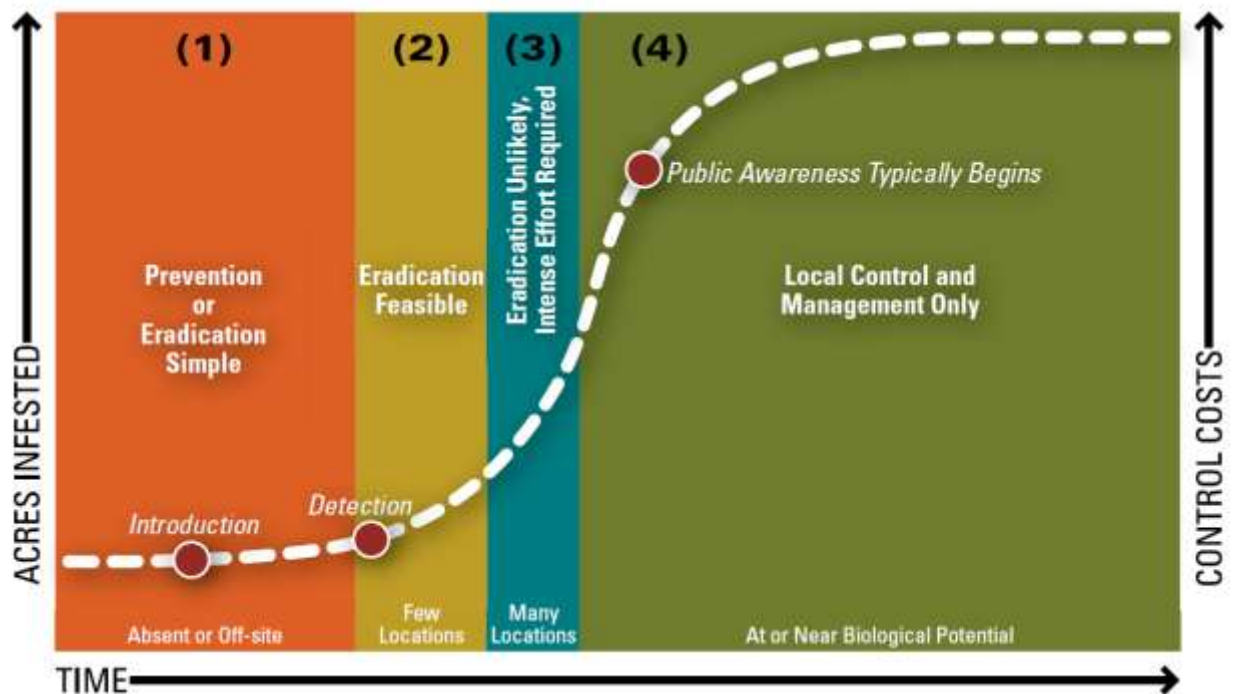 (1)
(2)
(3)
(4)
ACRES INFESTED
CONTROL COSTS
Prevention
or
Eradication
Simple
Eradication
Feasible
Eradication Unlikely,
Intense Effort Required
Public Awareness Typically Begins
Local Control and
Management Only
Introduction
Detection
Absent or Off-site
Few
Locations
Many
Locations
At or Near Biological Potential
TIME